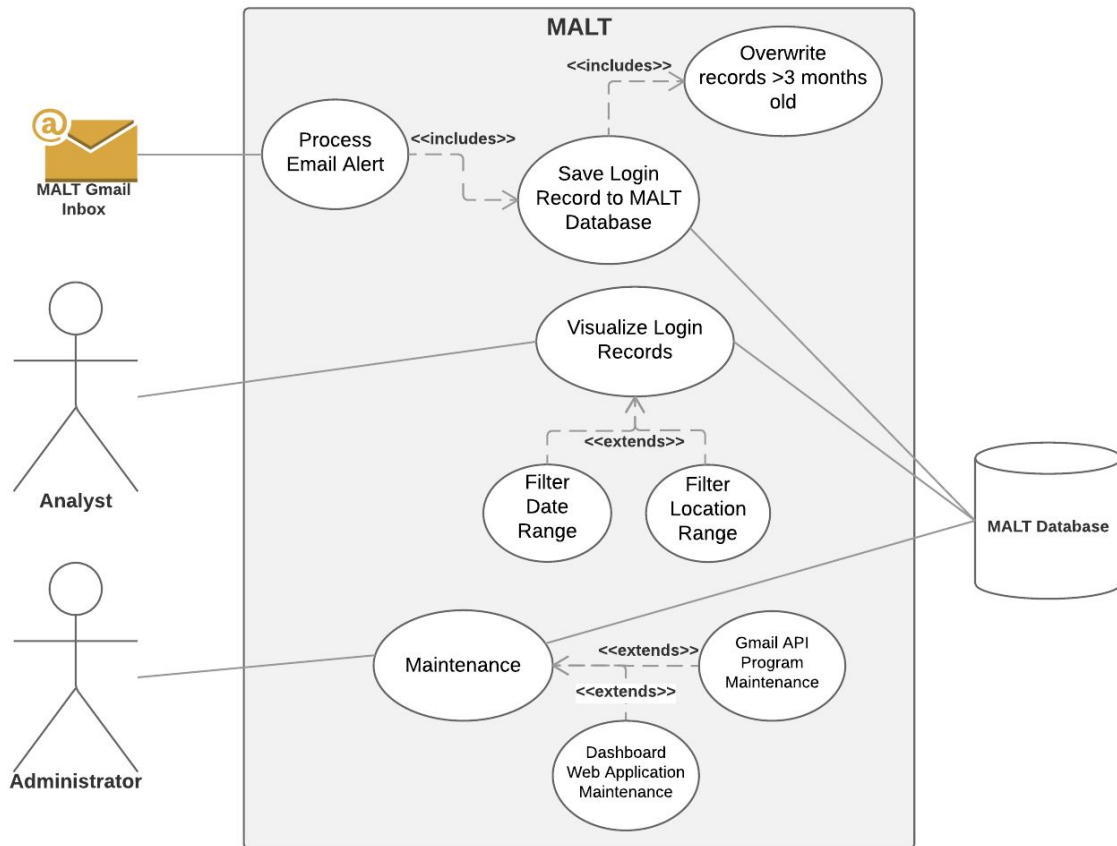 MALT
Overwrite
records >3 months
old
<<includes>>
@
Process
Email Alert
<<includes>>
MALT Gmail
Inbox
Save Login
Record to MALT
Database
Visualize Login
Records
<<extends>>
Filter
Date
Range
Filter
Location
Range
Analyst
MALT Database
Maintenance
<<extends>>
Gmail API
Program
Maintenance
<<extends>>
Dashboard
Web Application
Maintenance
Administrator